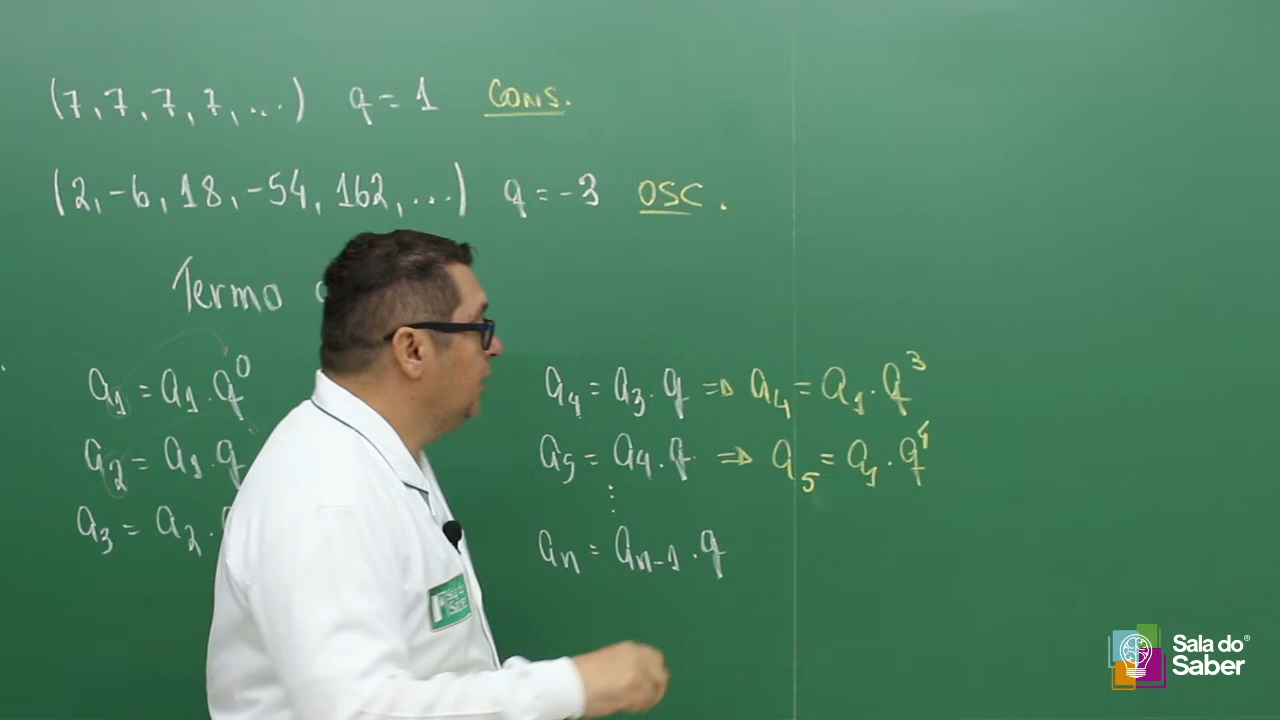 (7, 7, 7, 7, ...) q = 1 CONS.
(2, -6, 18, -54, 162, ...) q = -3 OSC.
Termo
a₁ = a₁ . q⁰
a₂ = a₁ . q
a₃ = a₂ .
a₄ = a₃ . q ⇒ a₄ = a₁ . q³
a₅ = a₄ . q ⇒ a₅ = a₁ . q⁴
⋮
aₙ = aₙ₋₁ . q
Sala do
Saber®